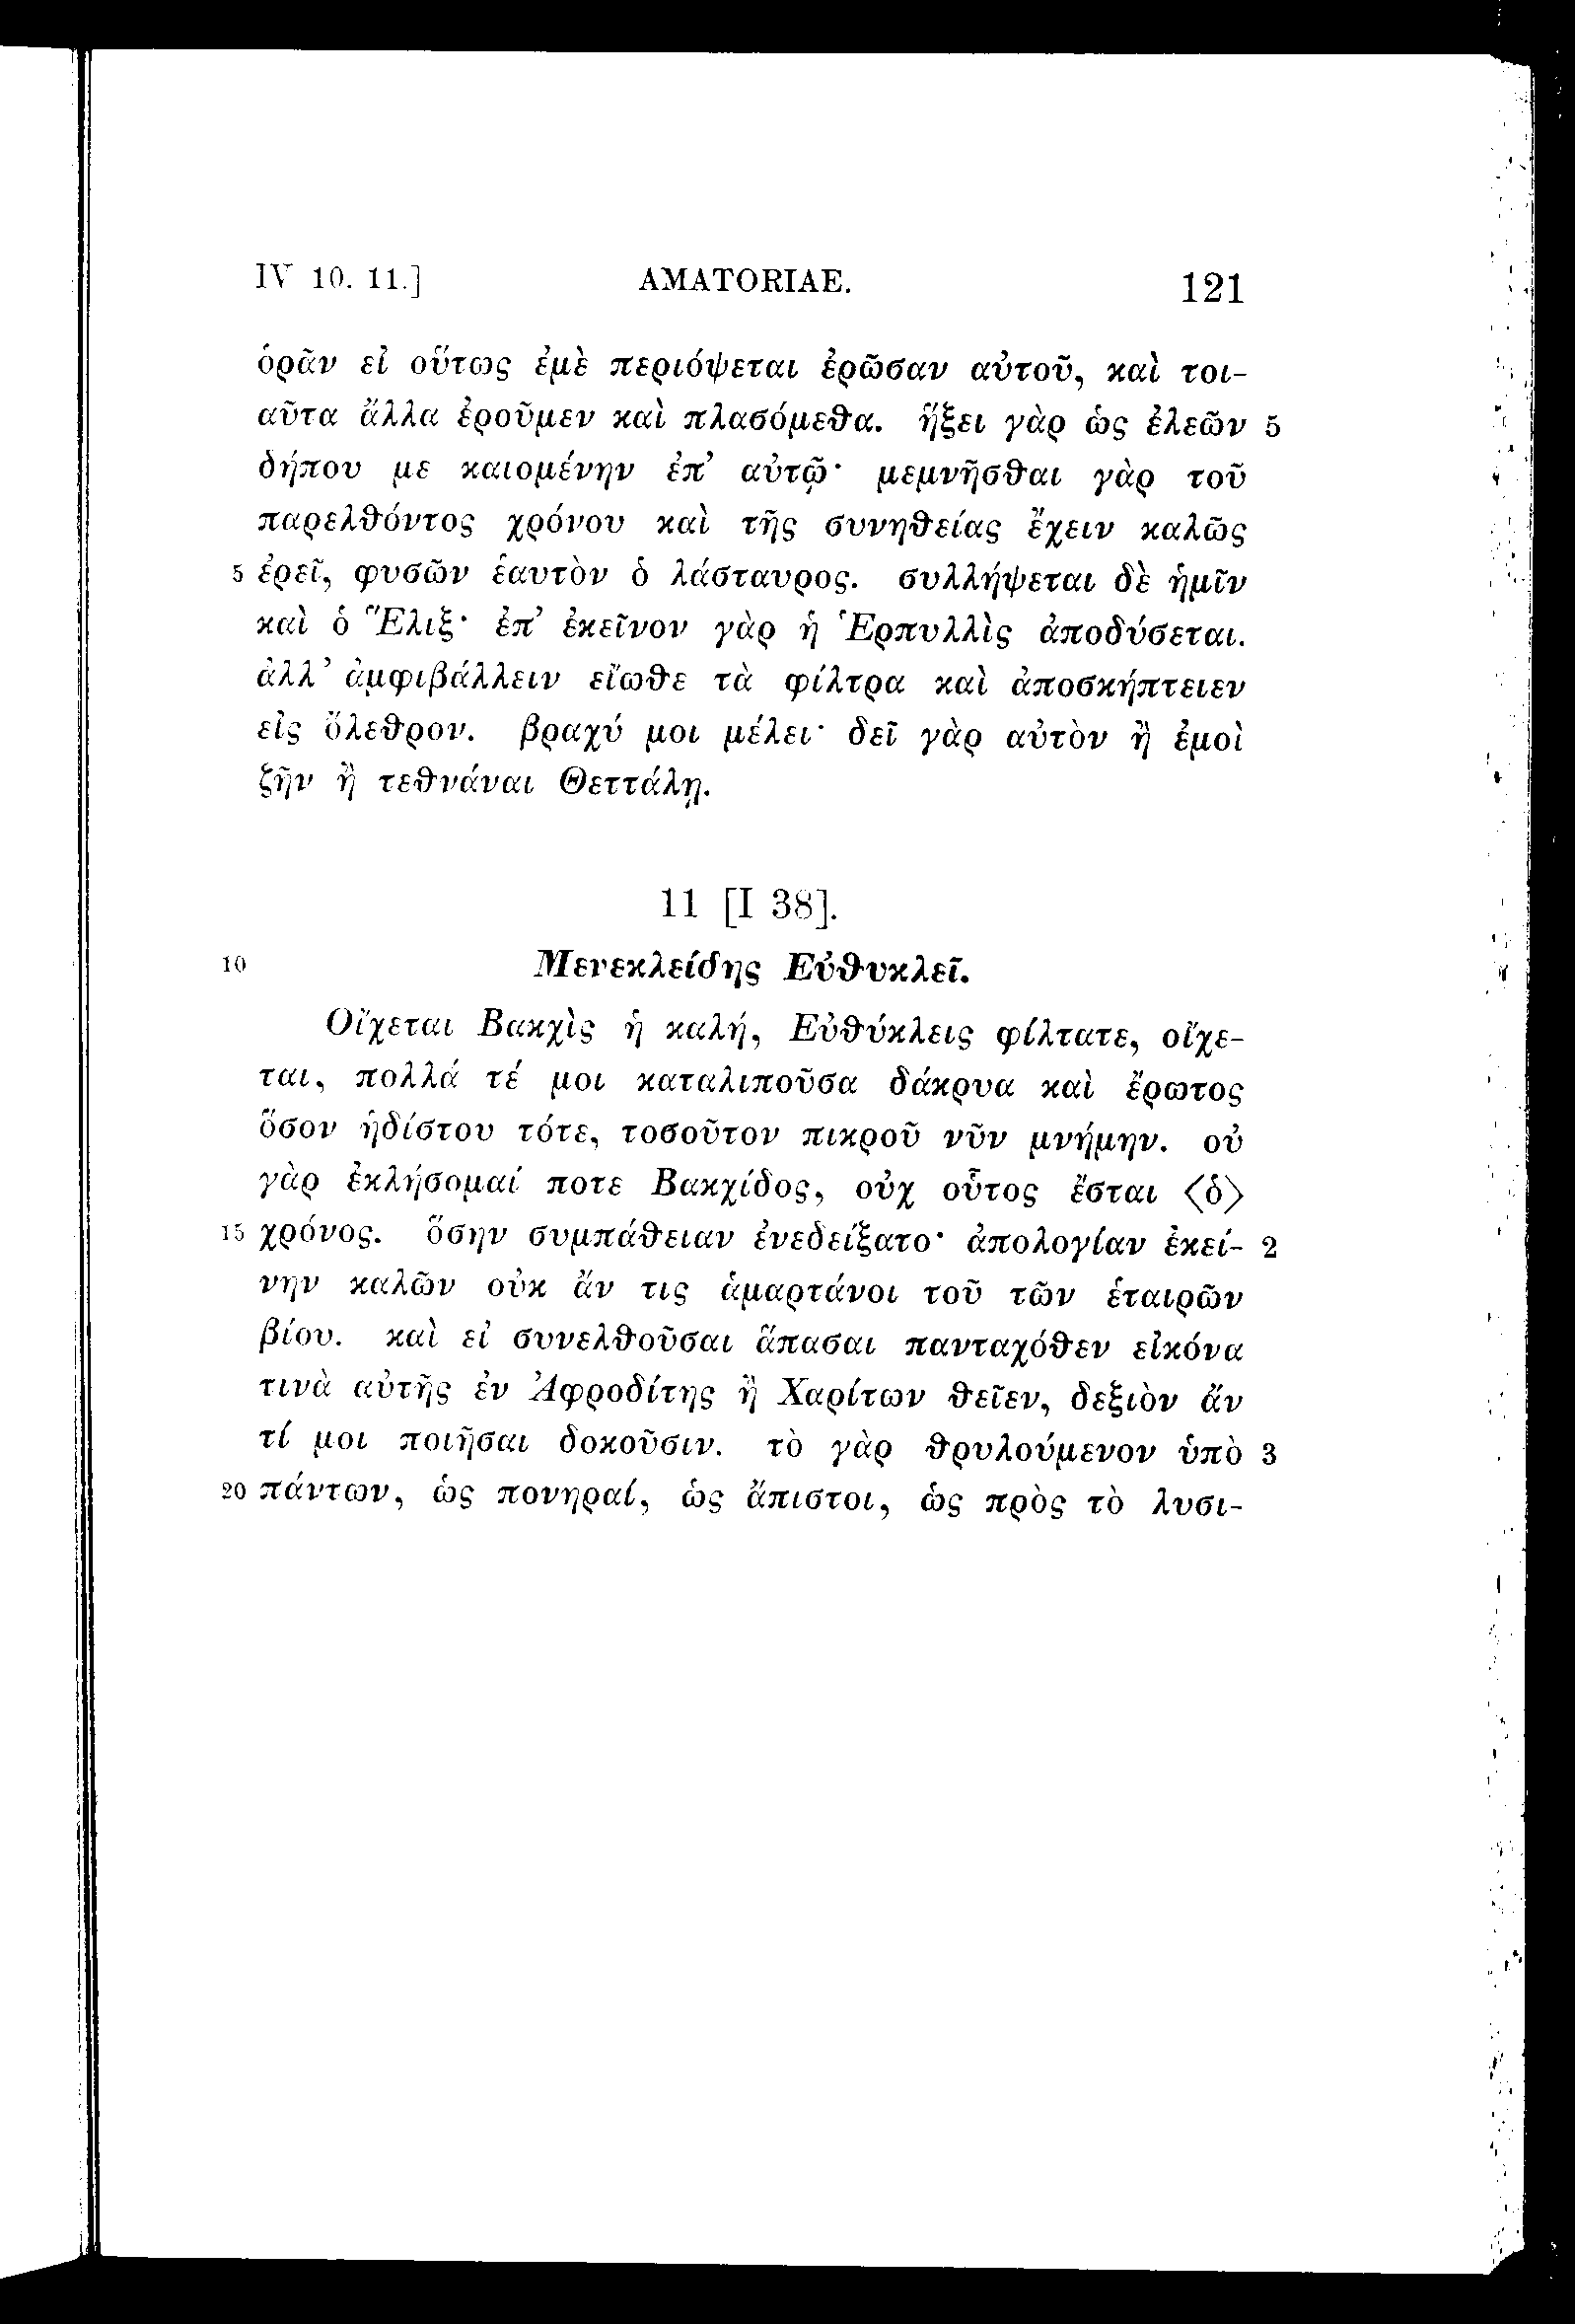 IV 10. 11.] AMATORIAE. 121
ὁρᾶν εἰ οὕτως ἐμὲ περιόψεται ἐρῶσαν αὐτοῦ, καὶ τοι-
αῦτα ἄλλα ἐροῦμεν καὶ πλασόμεθα. ἥξει γὰρ ὡς ἐλεῶν 5
δήπου με καιομένην ἐπ’ αὐτῷ· μεμνῆσθαι γὰρ τοῦ
παρελθόντος χρόνου καὶ τῆς συνηθείας ἔχειν καλῶς
5 ἐρεῖ, φυσῶν ἑαυτὸν ὁ λάσταυρος. συλλήψεται δὲ ἡμῖν
καὶ ὁ Ἕλιξ· ἐπ’ ἐκεῖνον γὰρ ἡ Ἑρπυλλὶς ἀποδύσεται.
ἀλλ’ ἀμφιβάλλειν εἴωθε τὰ φίλτρα καὶ ἀποσκήπτειεν
εἰς ὄλεθρον. βραχύ μοι μέλει· δεῖ γὰρ αὐτὸν ἢ ἐμοὶ
ζῆν ἢ τεθνάναι Θεττάλῃ.
11 [I 38].
10 Μενεκλείδης Εὐθυκλεῖ.
Οἴχεται Βακχὶς ἡ καλή, Εὐθύκλεις φίλτατε, οἴχε-
ται, πολλά τέ μοι καταλιποῦσα δάκρυα καὶ ἔρωτος
ὅσον ἡδίστου τότε, τοσοῦτον πικροῦ νῦν μνήμην. οὐ
γὰρ ἐκλήσομαί ποτε Βακχίδος, οὐχ οὗτος ἔσται ⟨ὁ⟩
15 χρόνος. ὅσην συμπάθειαν ἐνεδείξατο· ἀπολογίαν ἐκεί- 2
νην καλῶν οὐκ ἄν τις ἁμαρτάνοι τοῦ τῶν ἑταιρῶν
βίου. καὶ εἰ συνελθοῦσαι ἅπασαι πανταχόθεν εἰκόνα
τινὰ αὐτῆς ἐν Ἀφροδίτης ἢ Χαρίτων θεῖεν, δεξιὸν ἄν
τί μοι ποιῆσαι δοκοῦσιν. τὸ γὰρ θρυλούμενον ὑπὸ 3
20 πάντων, ὡς πονηραί, ὡς ἄπιστοι, ὡς πρὸς τὸ λυσι-